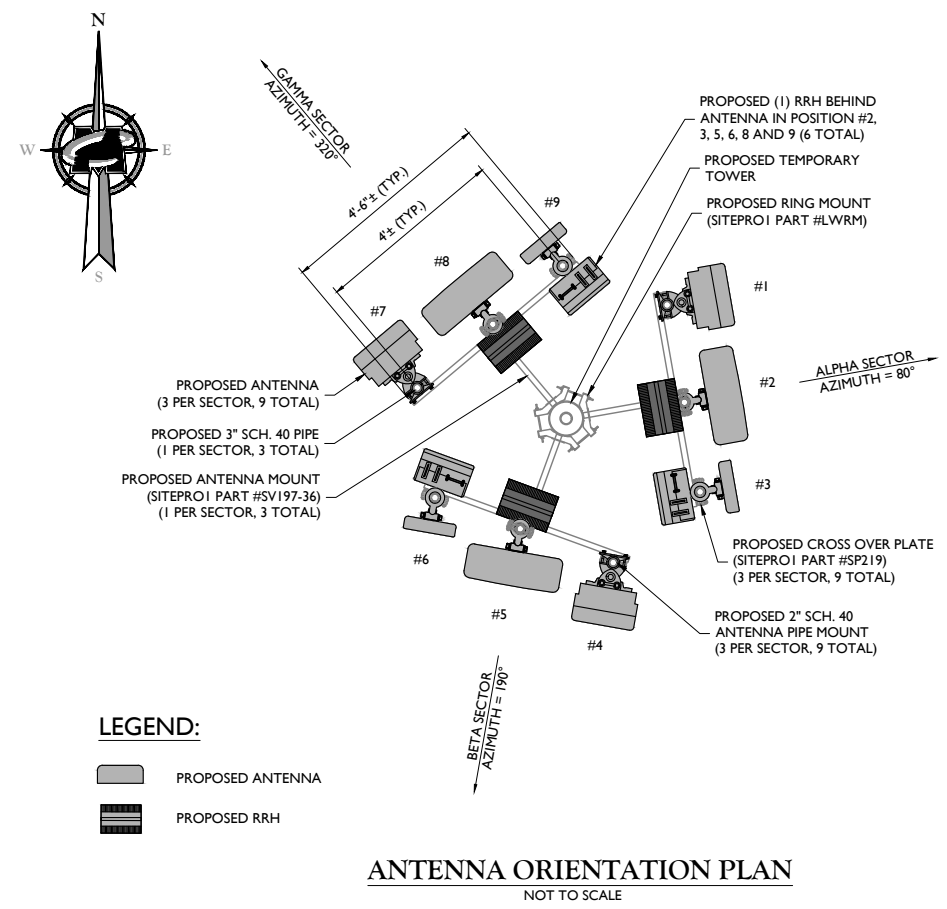 N
W
E
S
GAMMA SECTOR
AZIMUTH = 320°
4'-6"± (TYP.)
4'± (TYP.)
PROPOSED (1) RRH BEHIND
ANTENNA IN POSITION #2,
3, 5, 6, 8 AND 9 (6 TOTAL)
PROPOSED TEMPORARY
TOWER
PROPOSED RING MOUNT
(SITEPRO1 PART #LWRM)
#9
#8
#7
#1
#2
#3
ALPHA SECTOR
AZIMUTH = 80°
PROPOSED ANTENNA
(3 PER SECTOR, 9 TOTAL)
PROPOSED 3" SCH. 40 PIPE
(1 PER SECTOR, 3 TOTAL)
PROPOSED ANTENNA MOUNT
(SITEPRO1 PART #SV197-36)
(1 PER SECTOR, 3 TOTAL)
#6
#5
#4
PROPOSED CROSS OVER PLATE
(SITEPRO1 PART #SP219)
(3 PER SECTOR, 9 TOTAL)
PROPOSED 2" SCH. 40
ANTENNA PIPE MOUNT
(3 PER SECTOR, 9 TOTAL)
BETA SECTOR
AZIMUTH = 190°
LEGEND:
PROPOSED ANTENNA
PROPOSED RRH
ANTENNA ORIENTATION PLAN
NOT TO SCALE